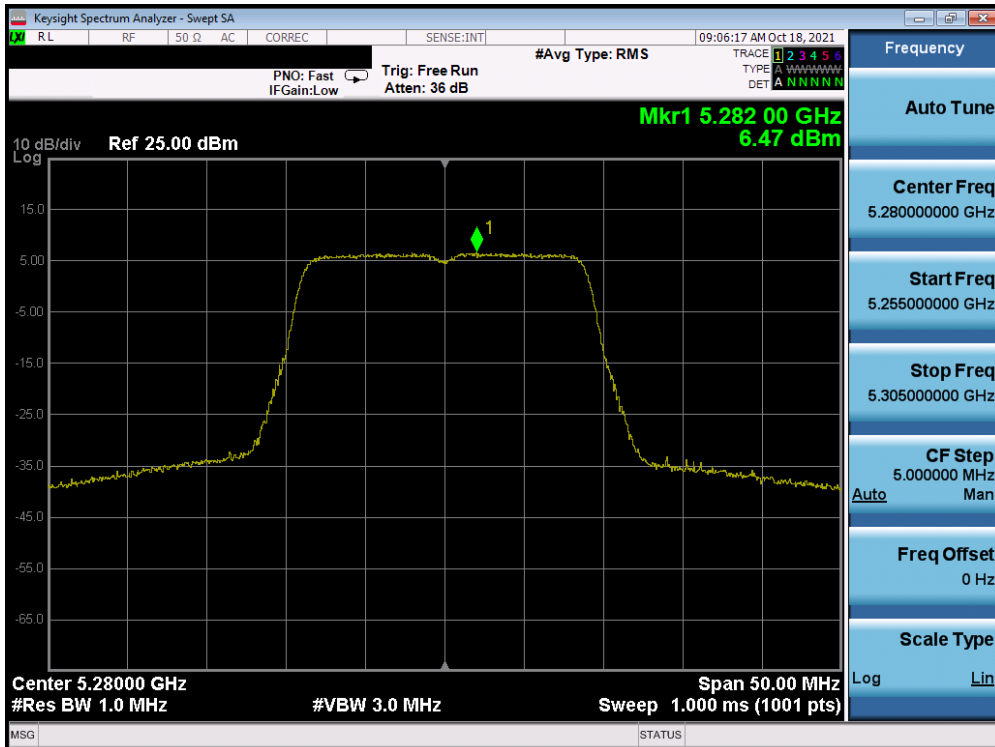 Keysight Spectrum Analyzer - Swept SA
LXI RL RF 50 Ω AC CORREC SENSE:INT 09:06:17 AM Oct 18, 2021
Frequency
#Avg Type: RMS
TRACE 1 2 3 4 5 6
PNO: Fast Trig: Free Run
TYPE A WWWWW
IFGain:Low Atten: 36 dB
DET A N N N N N
Auto Tune
Mkr1 5.282 00 GHz
6.47 dBm
10 dB/div Ref 25.00 dBm
Log
Center Freq
5.280000000 GHz
15.0
1
5.00
Start Freq
5.255000000 GHz
-5.00
-15.0
Stop Freq
5.305000000 GHz
-25.0
-35.0
CF Step
5.000000 MHz
Auto Man
-45.0
-55.0
Freq Offset
0 Hz
-65.0
Scale Type
Log Lin
Center 5.28000 GHz Span 50.00 MHz
#Res BW 1.0 MHz #VBW 3.0 MHz Sweep 1.000 ms (1001 pts)
MSG STATUS